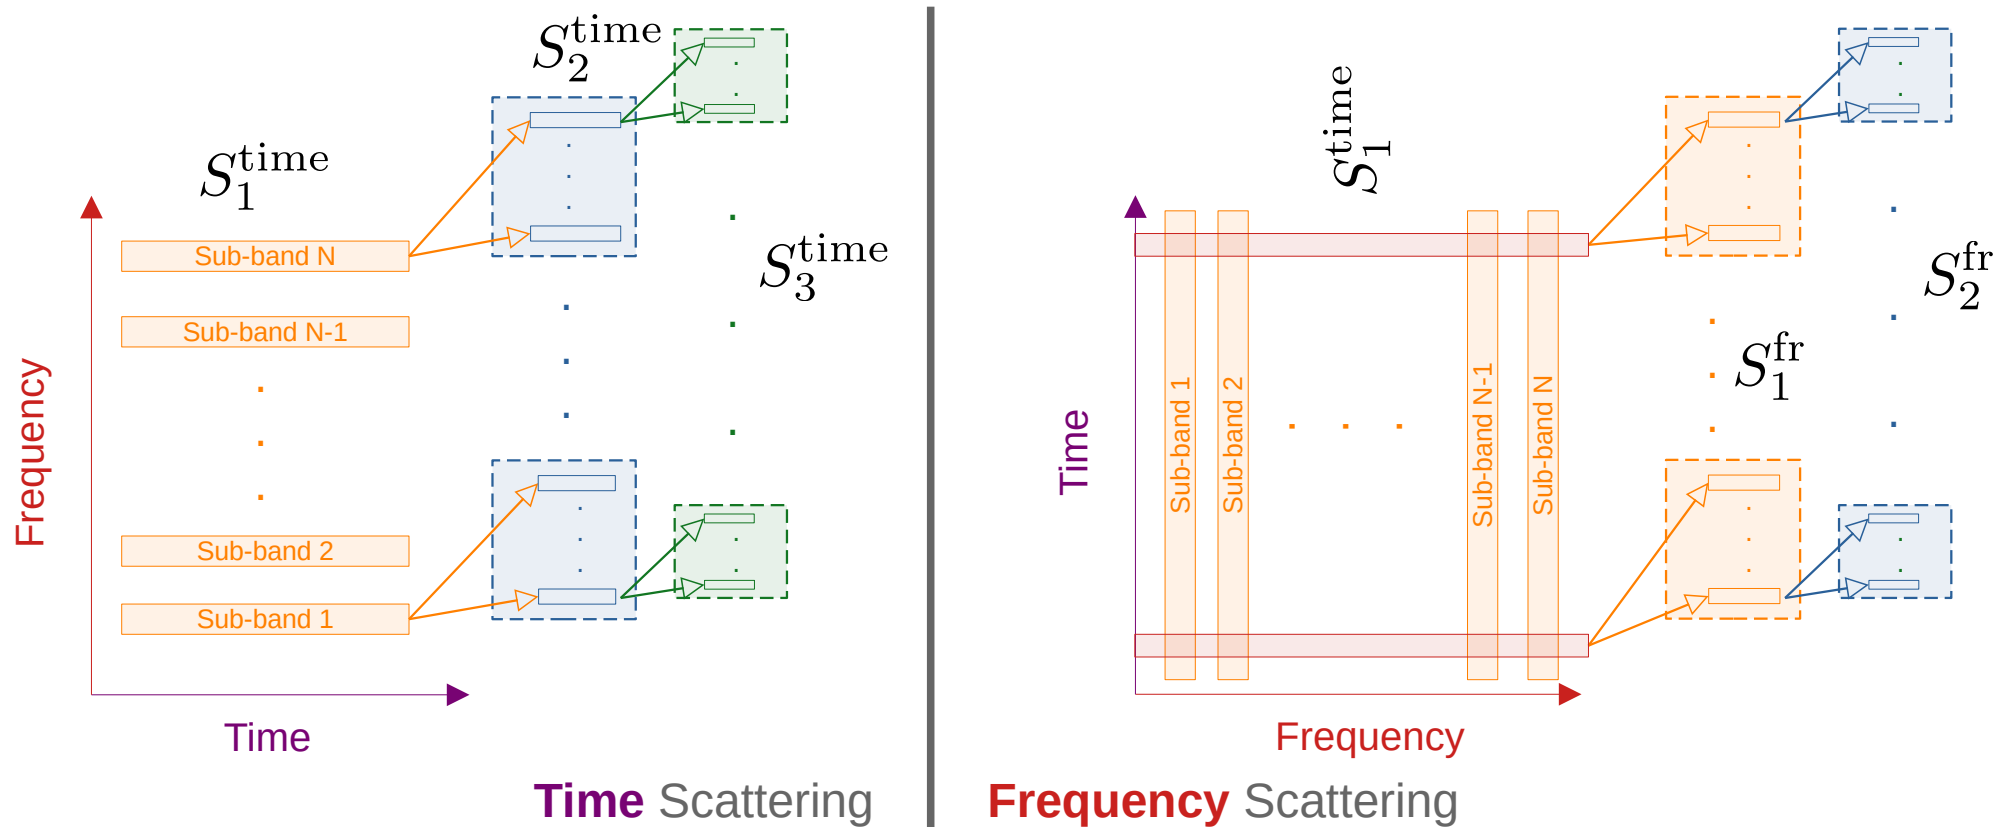 S_2^time
S_1^time
Sub-band N
Sub-band N-1
S_3^time
Sub-band 2
Sub-band 1
Frequency
Time
Time Scattering
S_1^time
Sub-band 1
Sub-band 2
Sub-band N-1
Sub-band N
S_2^fr
S_1^fr
Time
Frequency
Frequency Scattering